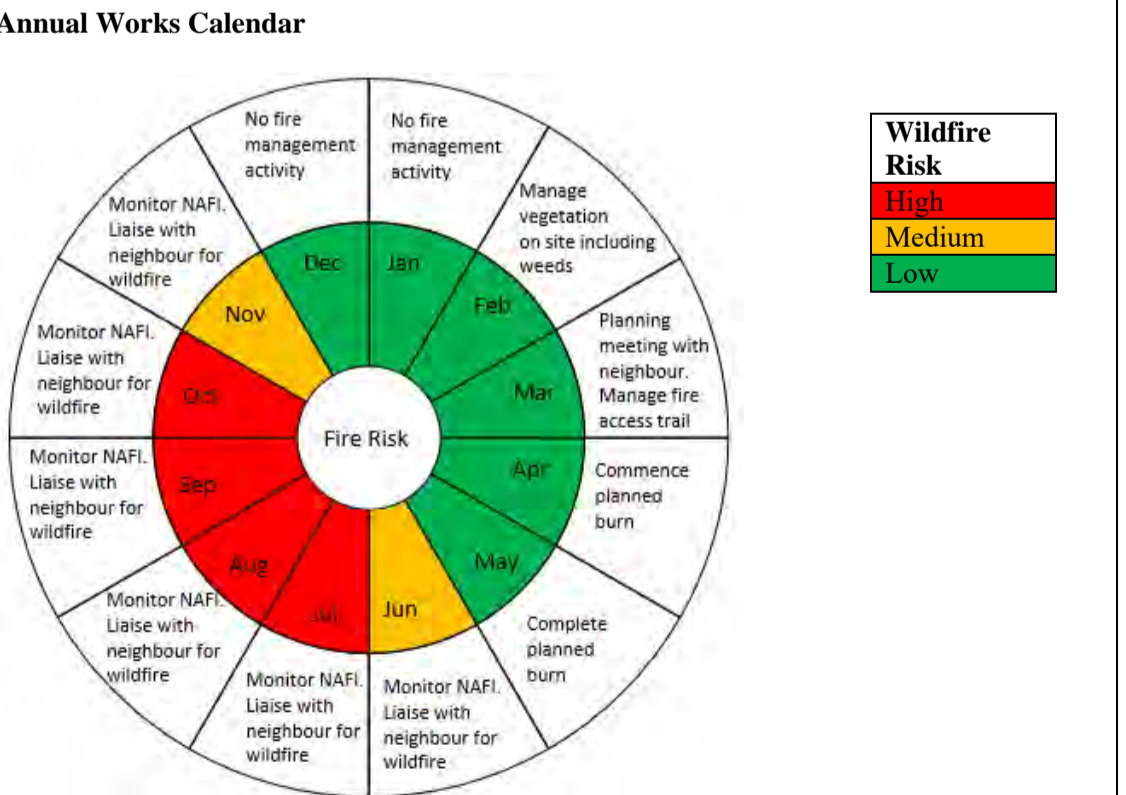 Annual Works Calendar
Wildfire
Risk
High
Medium
Low
No fire
management
activity
No fire
management
activity
Manage
vegetation
on site including
weeds
Planning
meeting with
neighbour.
Manage fire
access trail
Commence
planned
burn
Complete
planned
burn
Monitor NAFI.
Liaise with
neighbour for
wildfire
Monitor NAFI.
Liaise with
neighbour for
wildfire
Monitor NAFI.
Liaise with
neighbour for
wildfire
Monitor NAFI.
Liaise with
neighbour for
wildfire
Monitor NAFI.
Liaise with
neighbour for
wildfire
Monitor NAFI.
Liaise with
neighbour for
wildfire
Jan
Feb
Mar
Apr
May
Jun
Jul
Aug
Sep
Oct
Nov
Dec
Fire Risk